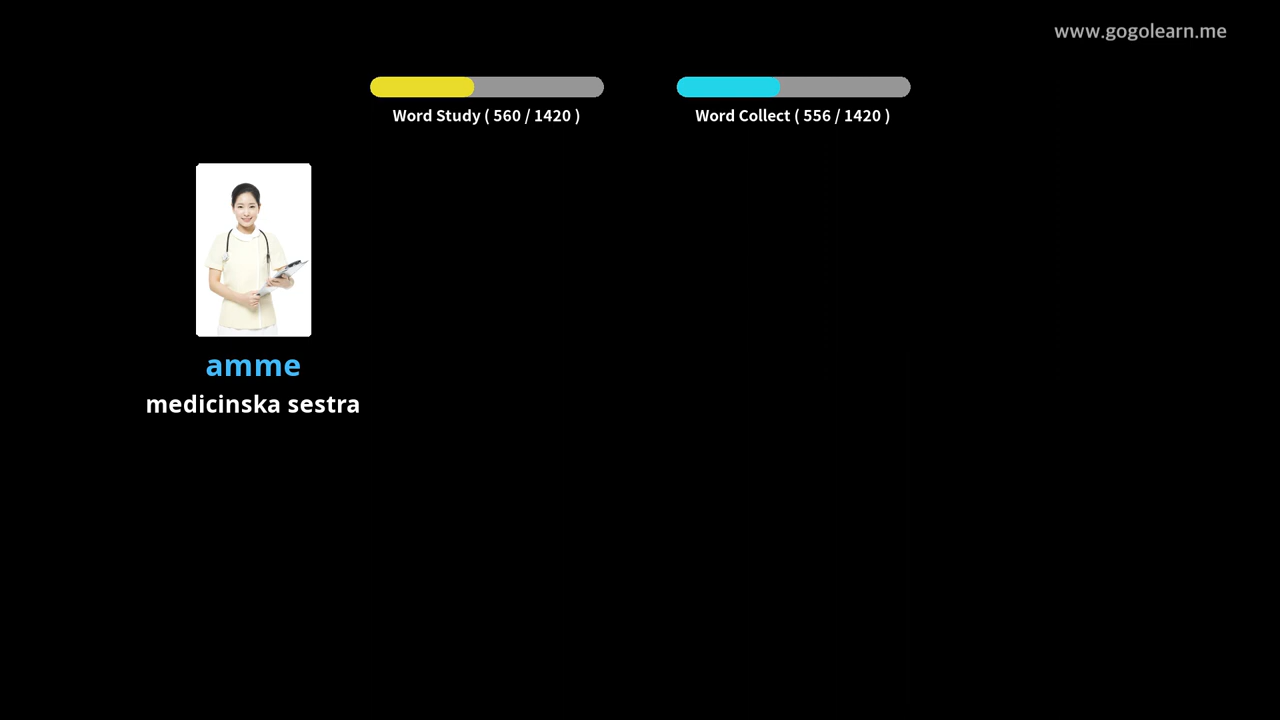 www.gogolearn.me
Word Study ( 560 / 1420 )
Word Collect ( 556 / 1420 )
amme
medicinska sestra